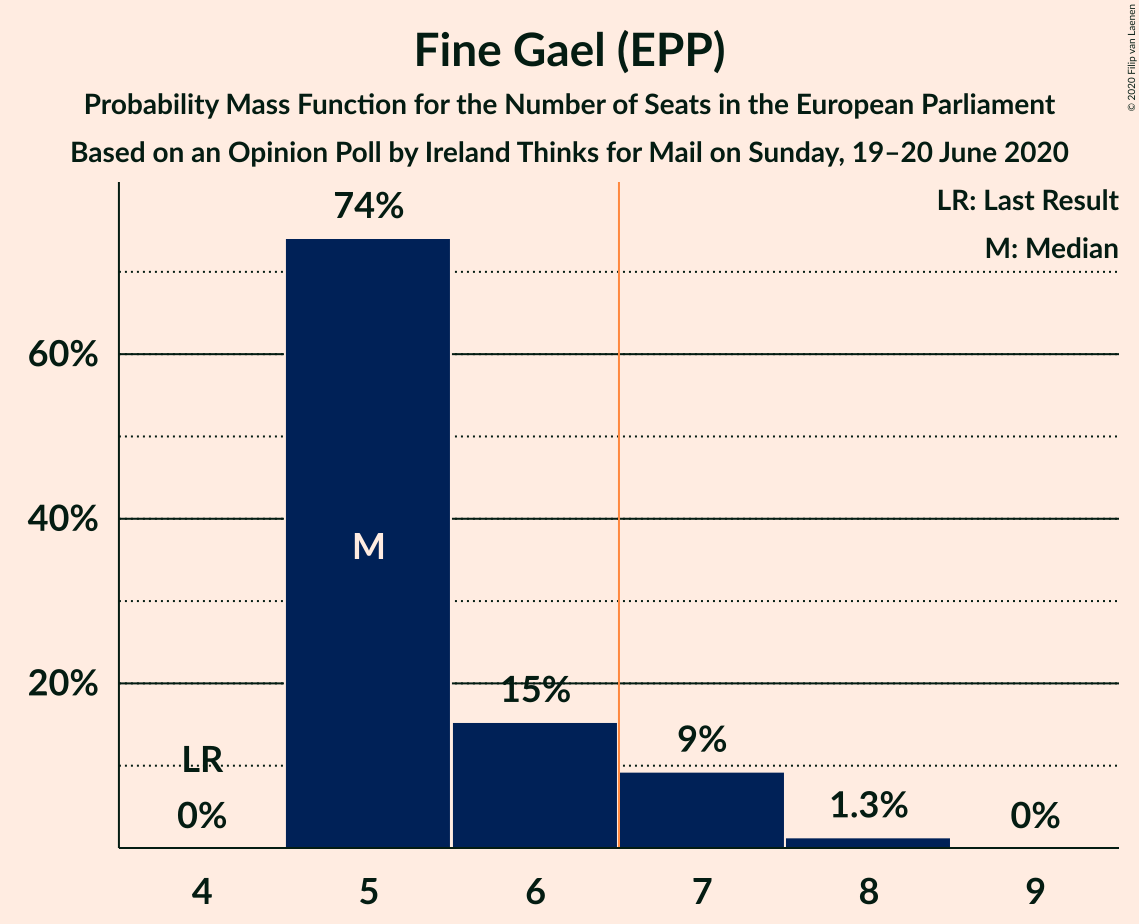 Fine Gael (EPP)
Probability Mass Function for the Number of Seats in the European Parliament
Based on an Opinion Poll by Ireland Thinks for Mail on Sunday, 19–20 June 2020
© 2020 Filip van Laenen
LR: Last Result
M: Median
74%
60%
40%
M
20%
15%
LR
9%
0%
1.3%
0%
4 5 6 7 8 9